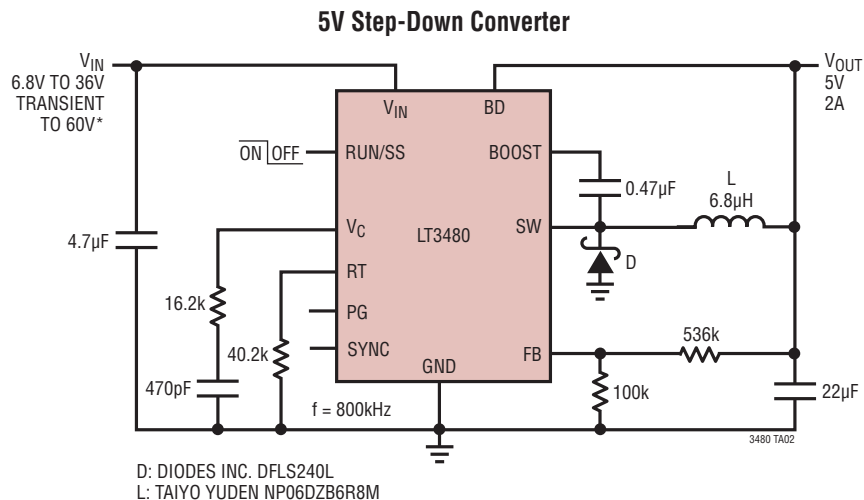 5V Step-Down Converter
VIN
6.8V TO 36V
TRANSIENT
TO 60V*
VOUT
5V
2A
VIN
BD
ON OFF
RUN/SS
BOOST
0.47µF
L
6.8µH
4.7µF
VC
LT3480
SW
D
RT
16.2k
PG
536k
40.2k
SYNC
FB
GND
470pF
f = 800kHz
100k
22µF
3480 TA02
D: DIODES INC. DFLS240L
L: TAIYO YUDEN NP06DZB6R8M